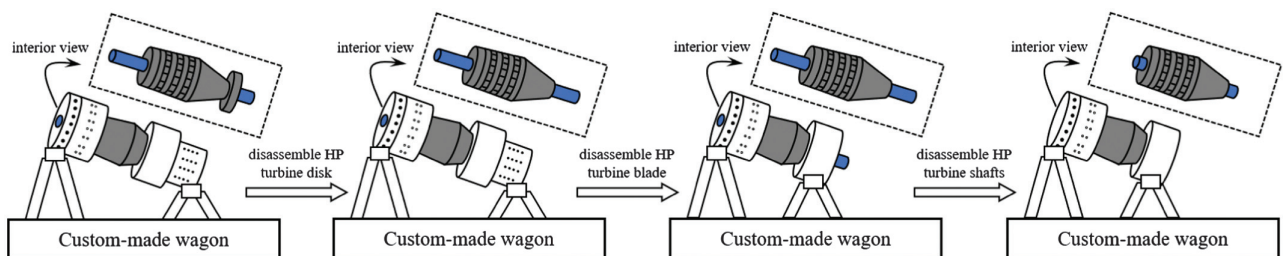 interior view
disassemble HP
turbine disk
Custom-made wagon
interior view
disassemble HP
turbine blade
Custom-made wagon
interior view
disassemble HP
turbine shafts
Custom-made wagon
interior view
Custom-made wagon